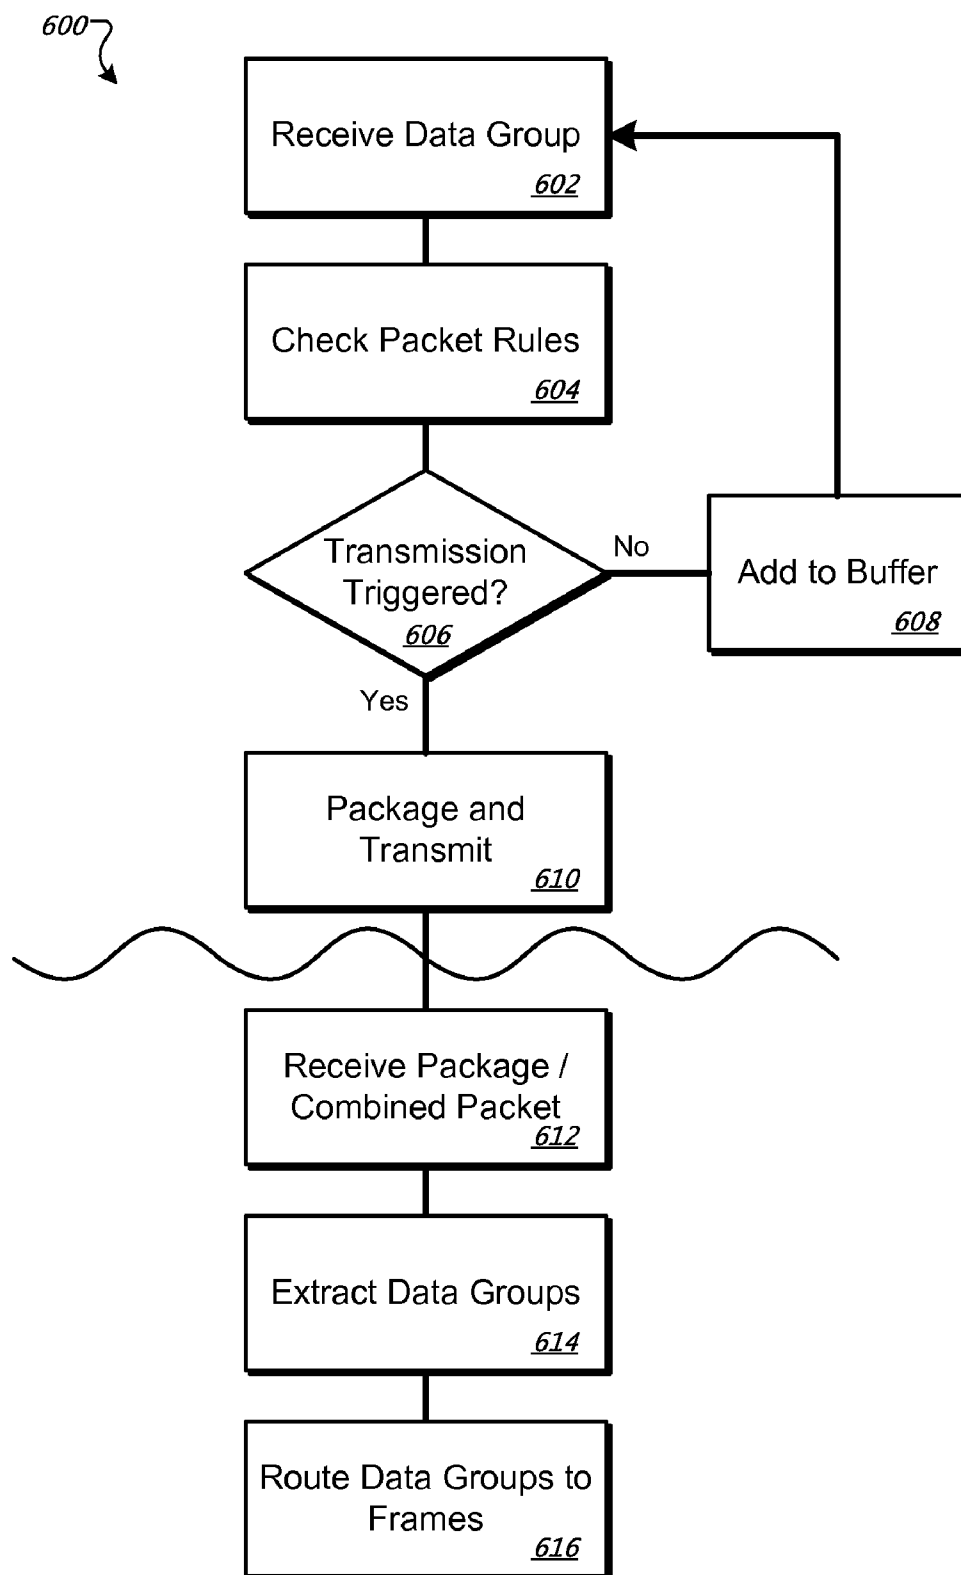 600
Receive Data Group
602
Check Packet Rules
604
Transmission
Triggered?
606
No
Add to Buffer
608
Yes
Package and
Transmit
610
Receive Package /
Combined Packet
612
Extract Data Groups
614
Route Data Groups to
Frames
616